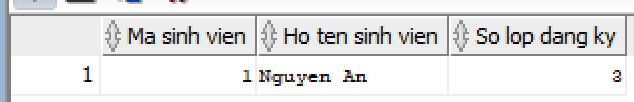 Ma sinh vien Ho ten sinh vien So lop dang ky
1 1 Nguyen An 3